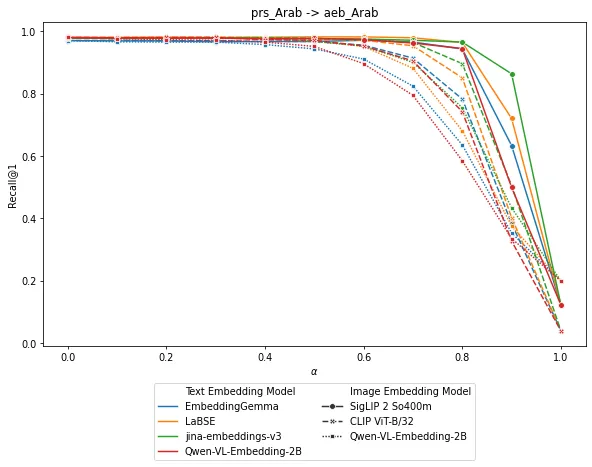 prs_Arab -> aeb_Arab
Recall@1
1.0
0.8
0.6
0.4
0.2
0.0
0.0 0.2 0.4 0.6 0.8 1.0
α
Text Embedding Model Image Embedding Model
EmbeddingGemma SigLIP 2 So400m
LaBSE CLIP ViT-B/32
jina-embeddings-v3 Qwen-VL-Embedding-2B
Qwen-VL-Embedding-2B